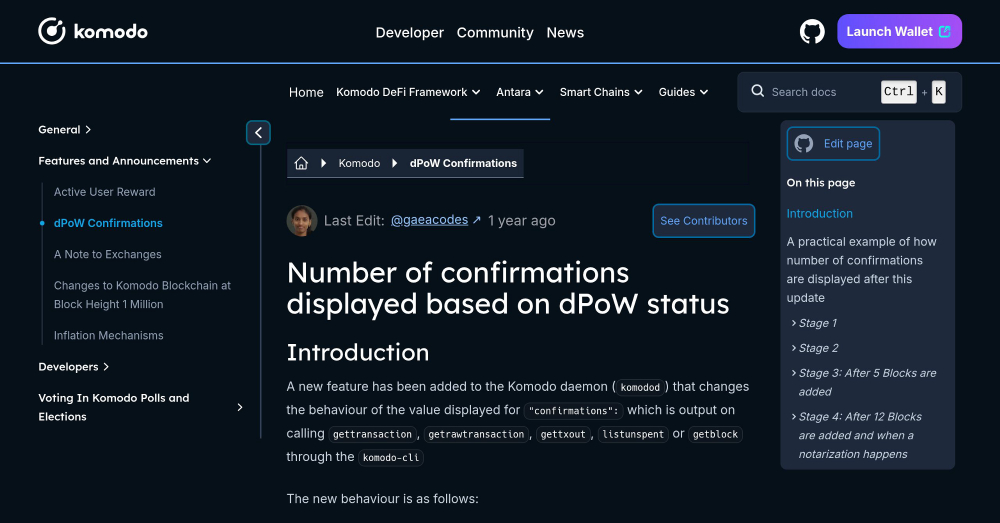 komodo
Developer Community News
Launch Wallet
Home Komodo DeFi Framework Antara Smart Chains Guides
Search docs Ctrl + K
General
Features and Announcements
Active User Reward
dPoW Confirmations
A Note to Exchanges
Changes to Komodo Blockchain at
Block Height 1 Million
Inflation Mechanisms
Developers
Voting In Komodo Polls and
Elections
Komodo dPoW Confirmations
Last Edit: @gaeacodes ↗ 1 year ago
See Contributors
Number of confirmations
displayed based on dPoW status
Introduction
A new feature has been added to the Komodo daemon ( komodod ) that changes
the behaviour of the value displayed for "confirmations": which is output on
calling gettransaction , getrawtransaction , gettxout , listunspent or getblock
through the komodo-cli
The new behaviour is as follows:
Edit page
On this page
Introduction
A practical example of how
number of confirmations
are displayed after this
update
Stage 1
Stage 2
Stage 3: After 5 Blocks are
added
Stage 4: After 12 Blocks
are added and when a
notarization happens